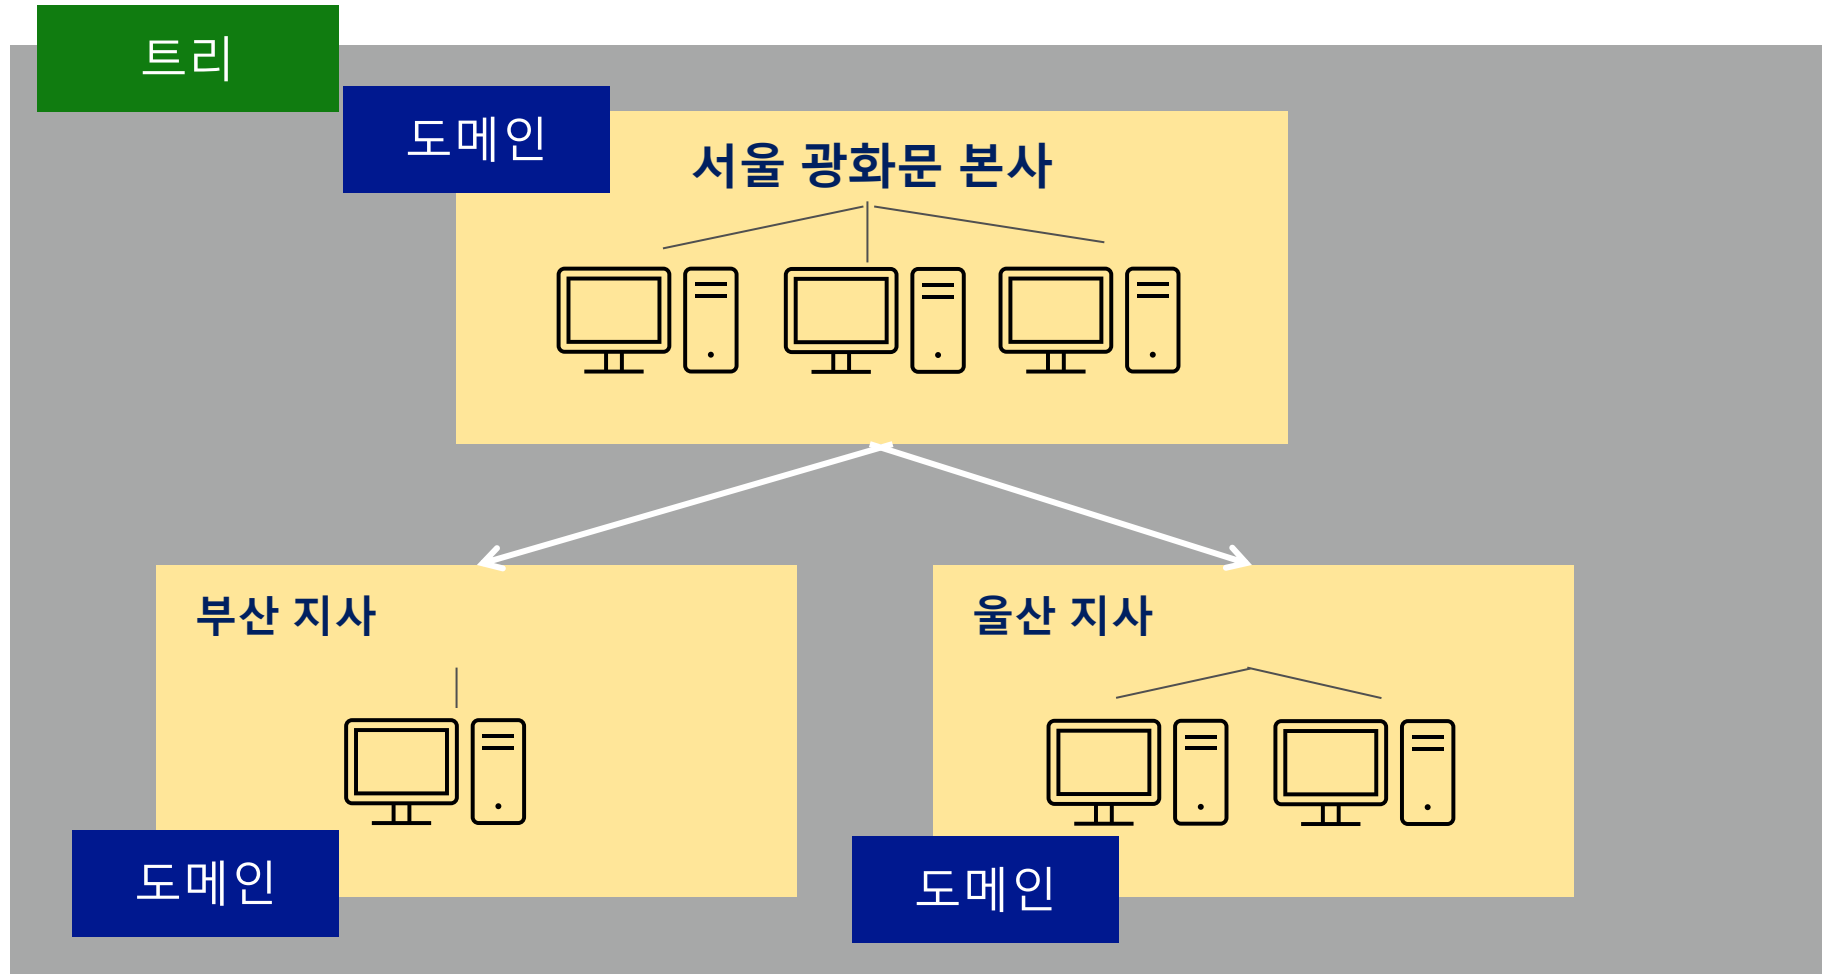 트리
도메인
서울 광화문 본사
부산 지사
울산 지사
도메인
도메인